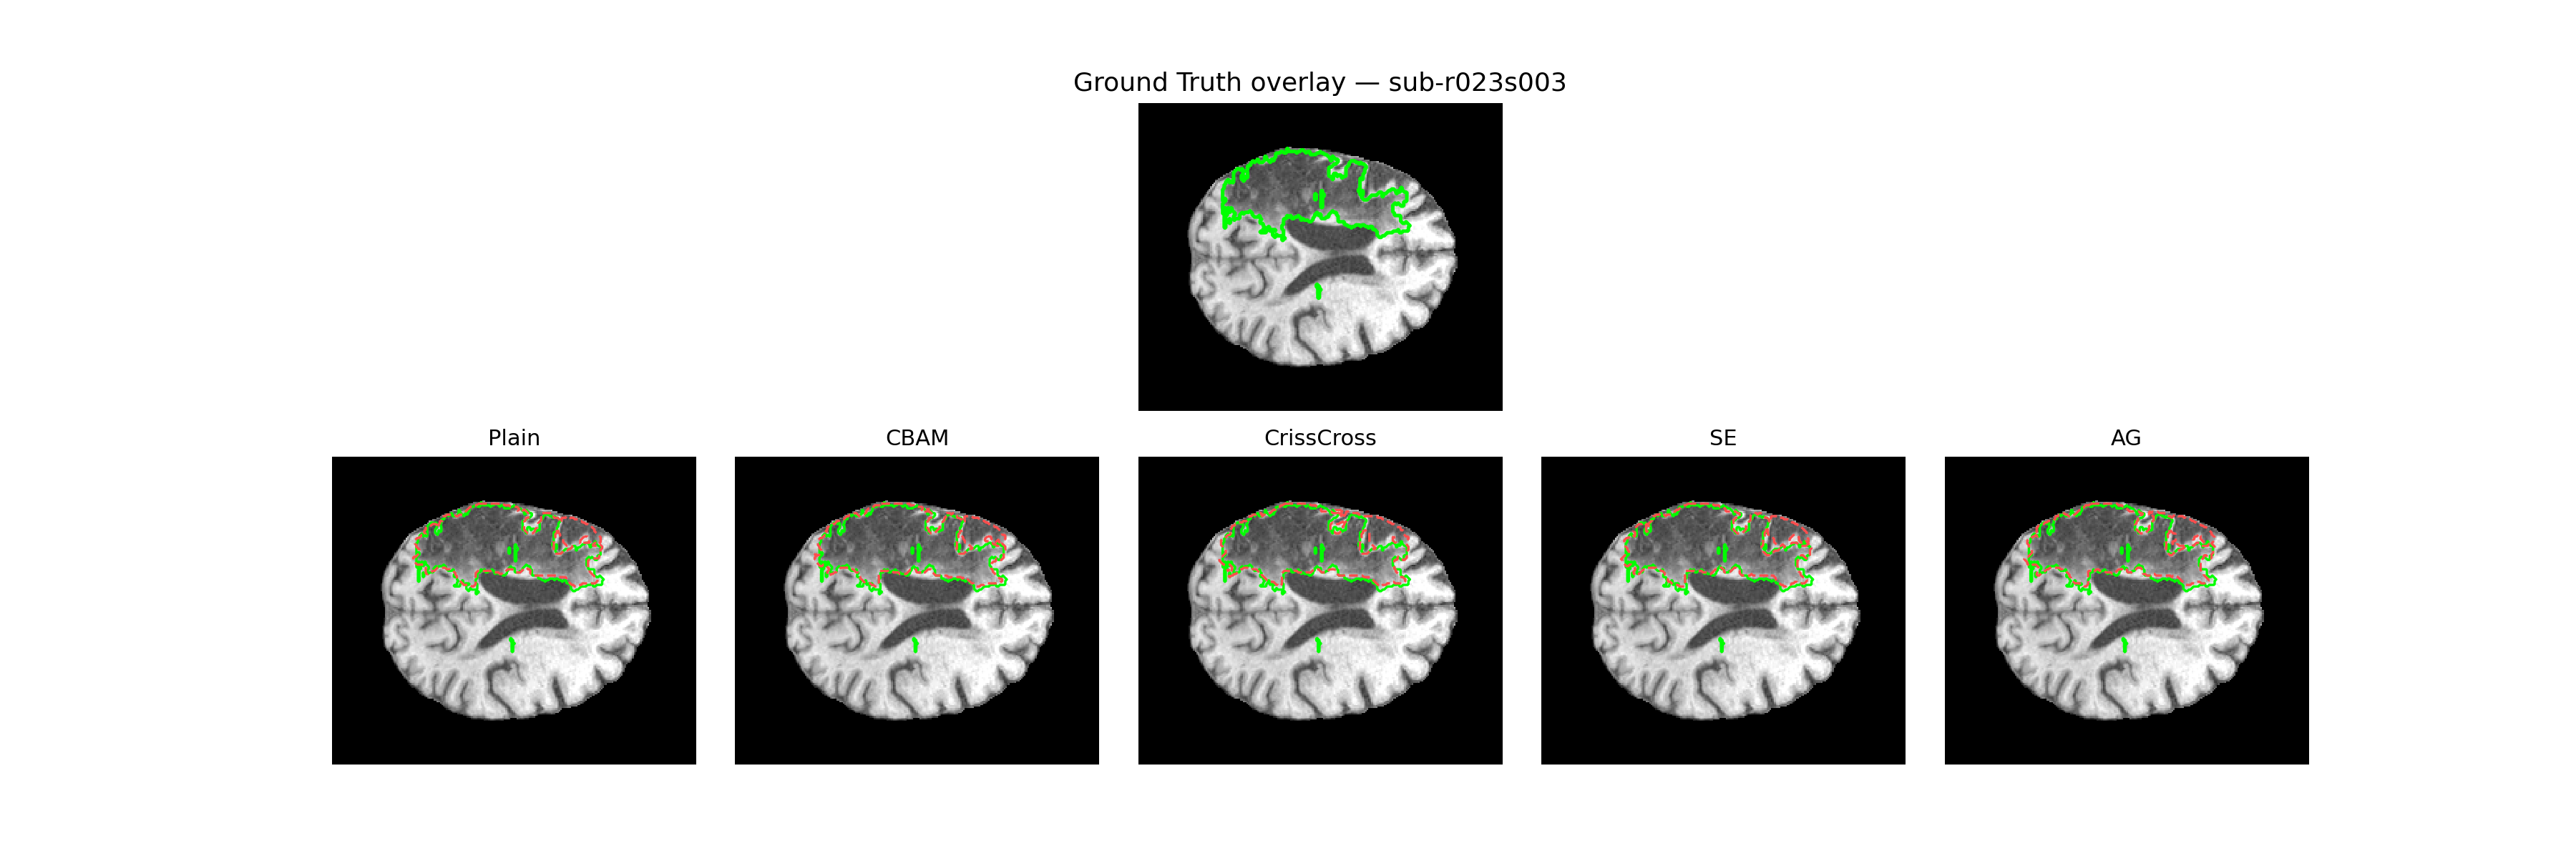 Ground Truth overlay — sub-r023s003
Plain
CBAM
CrissCross
SE
AG